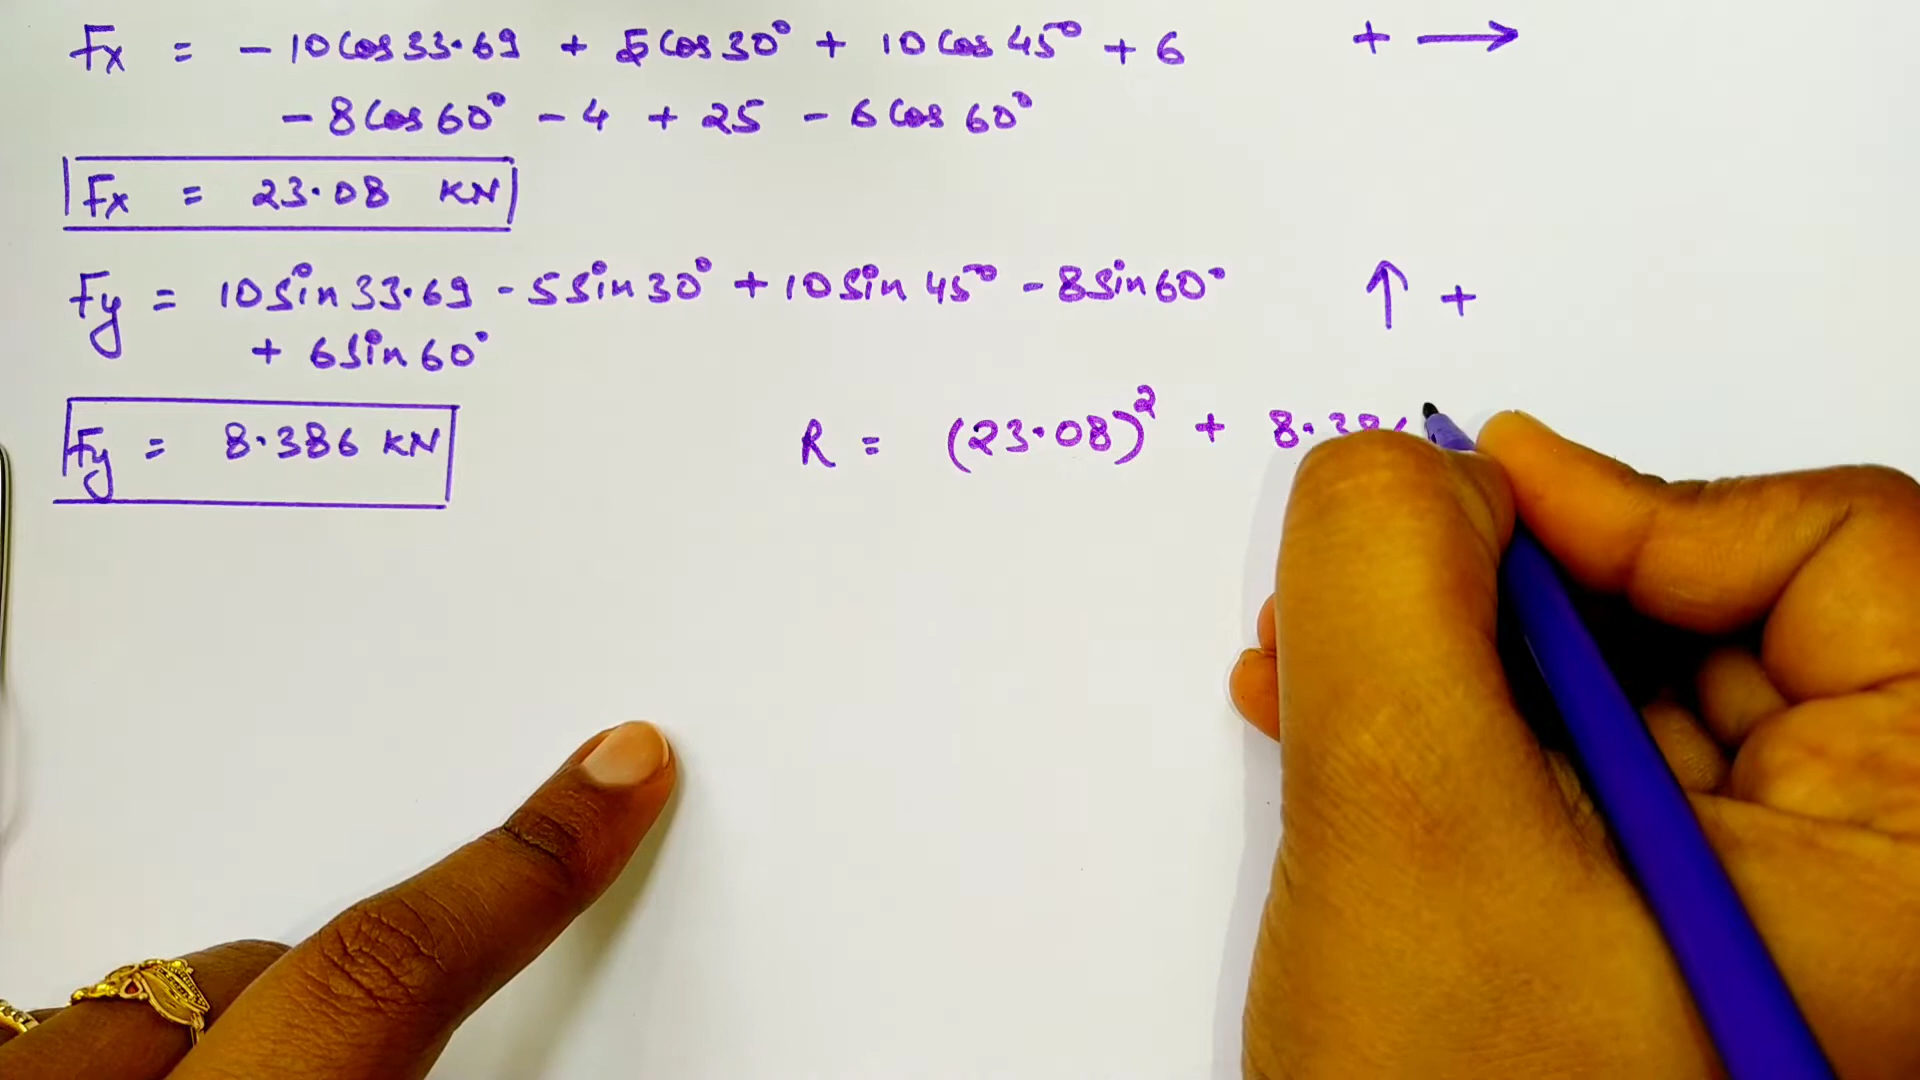 Fx = - 10 Cos 33.69 + 5 Cos 30° + 10 Cos 45° + 6 + →
- 8 Cos 60° - 4 + 25 - 6 Cos 60°
Fx = 23.08 KN
Fy = 10 Sin 33.69 - 5 Sin 30° + 10 Sin 45° - 8 Sin 60° ↑ +
+ 6 Sin 60°
Fy = 8.386 KN
R = (23.08)² + 8.386